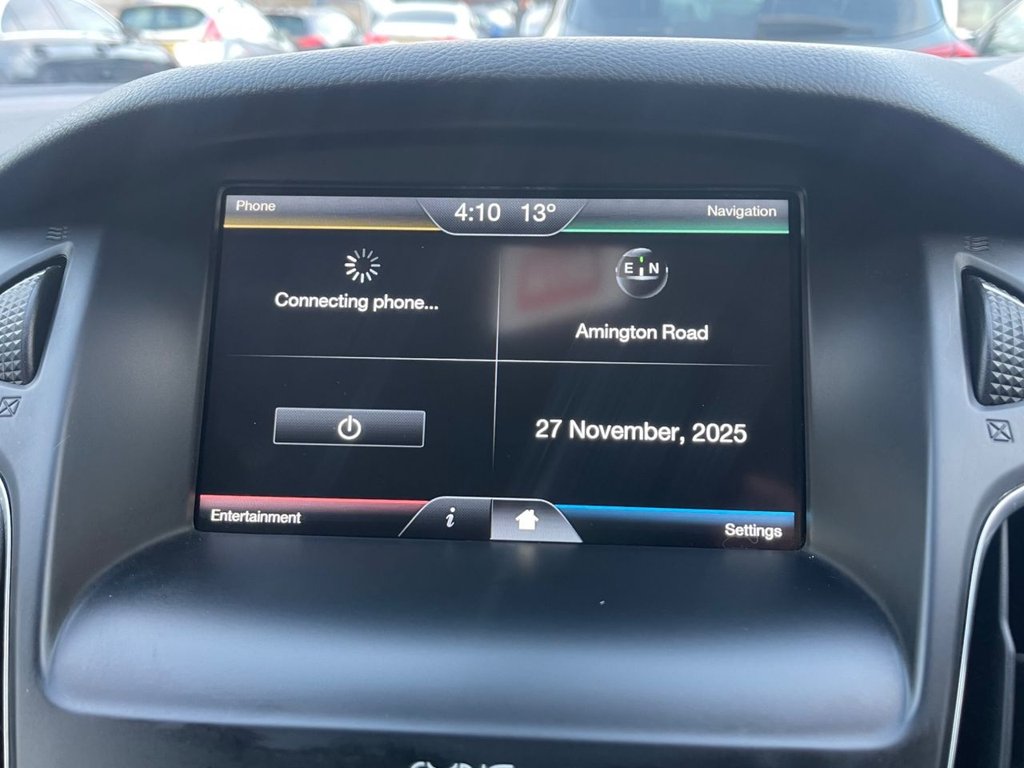 Phone
4:10 13°
Navigation
E N
Connecting phone...
Amington Road
27 November, 2025
Entertainment
i
Settings